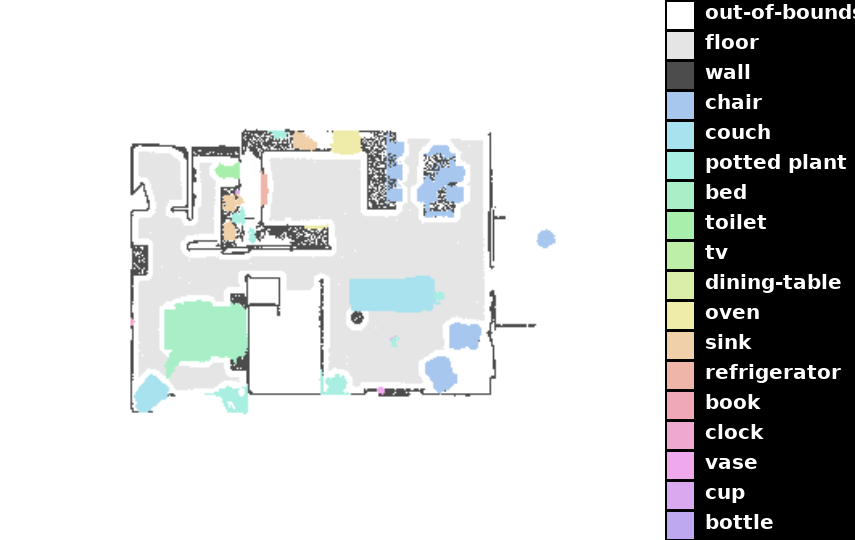 out-of-bounds
floor
wall
chair
couch
potted plant
bed
toilet
tv
dining-table
oven
sink
refrigerator
book
clock
vase
cup
bottle